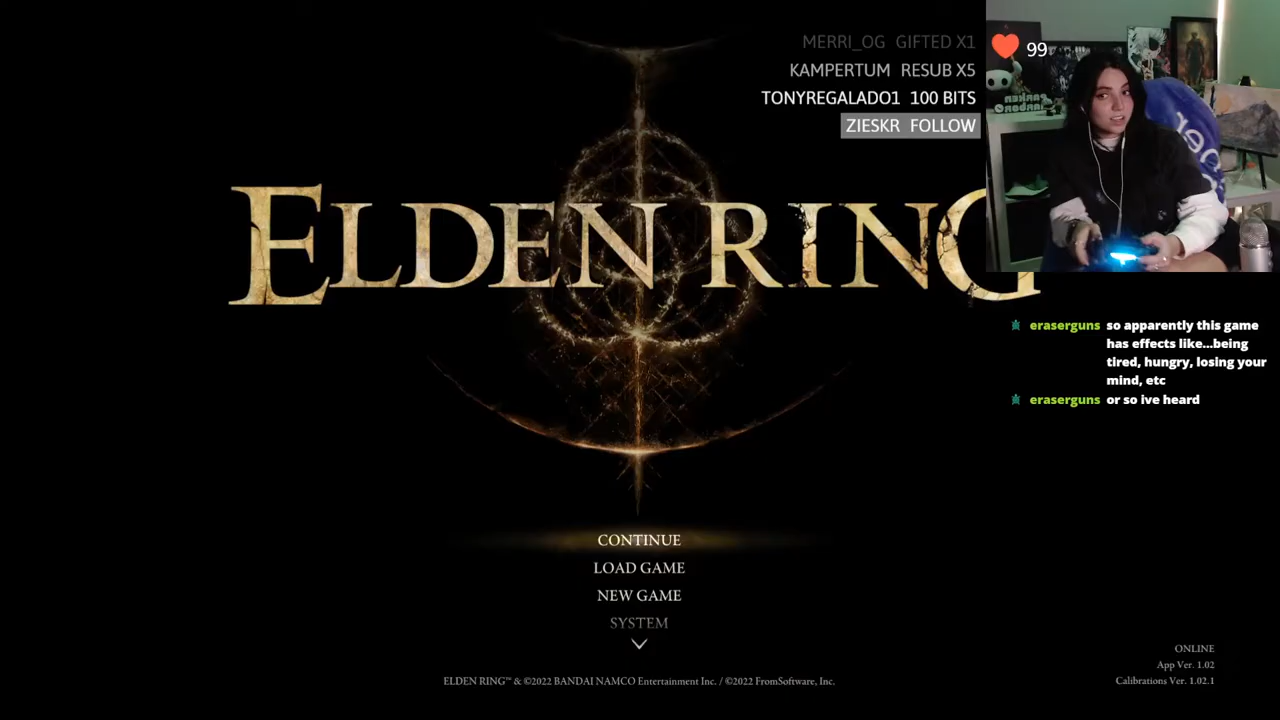 MERRI_OG GIFTED X1
KAMPERTUM RESUB X5
TONYREGALADO1 100 BITS
ZIESKR FOLLOW
99
ELDEN RING
eraserguns so apparently this game
has effects like...being
tired, hungry, losing your
mind, etc
eraserguns or so ive heard
CONTINUE
LOAD GAME
NEW GAME
SYSTEM
ONLINE
App Ver. 1.02
Calibrations Ver. 1.02.1
ELDEN RING™ & ©2022 BANDAI NAMCO Entertainment Inc. / ©2022 FromSoftware, Inc.